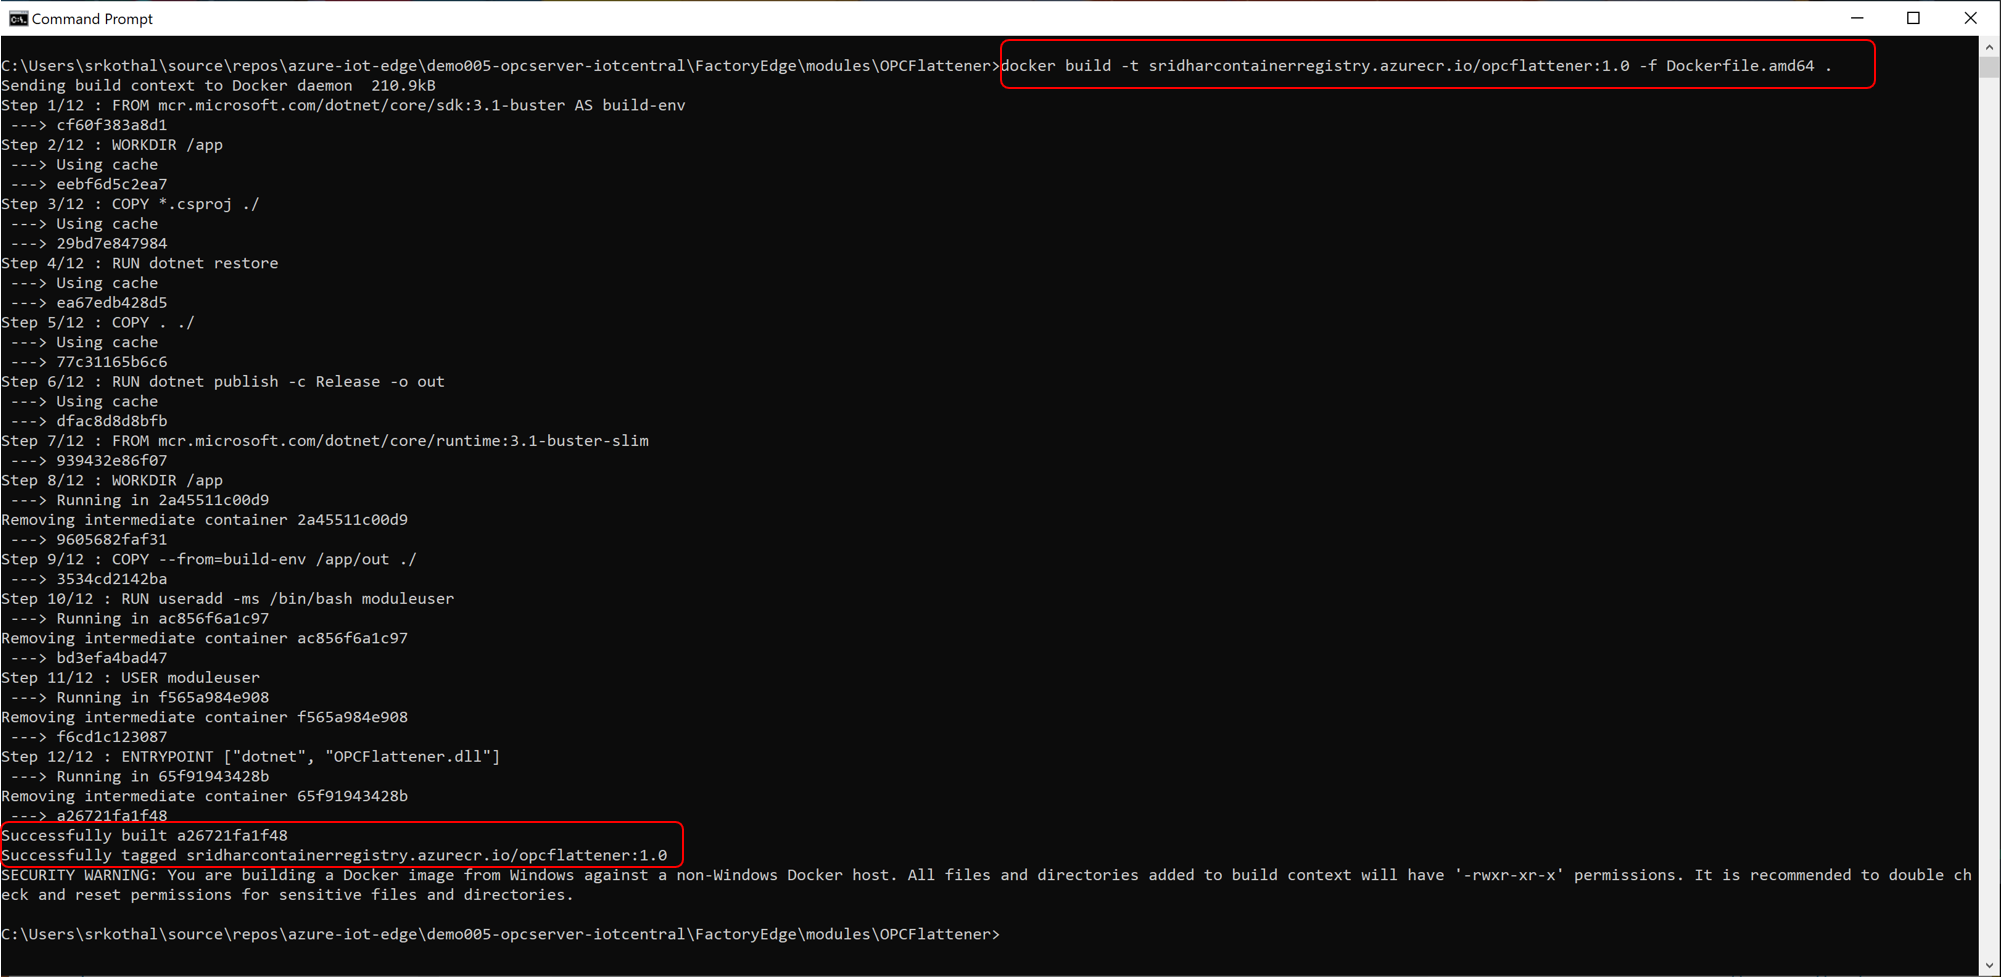 Command Prompt
C:\Users\srkothal\source\repos\azure-iot-edge\demo005-opcserver-iotcentral\FactoryEdge\modules\OPCFlattener>docker build -t sridharcontainerregistry.azurecr.io/opcflattener:1.0 -f Dockerfile.amd64 .
Sending build context to Docker daemon  210.9kB
Step 1/12 : FROM mcr.microsoft.com/dotnet/core/sdk:3.1-buster AS build-env
 ---> cf60f383a8d1
Step 2/12 : WORKDIR /app
 ---> Using cache
 ---> eebf6d5c2ea7
Step 3/12 : COPY *.csproj ./
 ---> Using cache
 ---> 29bd7e847984
Step 4/12 : RUN dotnet restore
 ---> Using cache
 ---> ea67edb428d5
Step 5/12 : COPY . ./
 ---> Using cache
 ---> 77c31165b6c6
Step 6/12 : RUN dotnet publish -c Release -o out
 ---> Using cache
 ---> dfac8d8d8bfb
Step 7/12 : FROM mcr.microsoft.com/dotnet/core/runtime:3.1-buster-slim
 ---> 939432e86f07
Step 8/12 : WORKDIR /app
 ---> Running in 2a45511c00d9
Removing intermediate container 2a45511c00d9
 ---> 9605682faf31
Step 9/12 : COPY --from=build-env /app/out ./
 ---> 3534cd2142ba
Step 10/12 : RUN useradd -ms /bin/bash moduleuser
 ---> Running in ac856f6a1c97
Removing intermediate container ac856f6a1c97
 ---> bd3efa4bad47
Step 11/12 : USER moduleuser
 ---> Running in f565a984e908
Removing intermediate container f565a984e908
 ---> f6cd1c123087
Step 12/12 : ENTRYPOINT ["dotnet", "OPCFlattener.dll"]
 ---> Running in 65f91943428b
Removing intermediate container 65f91943428b
 ---> a26721fa1f48
Successfully built a26721fa1f48
Successfully tagged sridharcontainerregistry.azurecr.io/opcflattener:1.0
SECURITY WARNING: You are building a Docker image from Windows against a non-Windows Docker host. All files and directories added to build context will have '-rwxr-xr-x' permissions. It is recommended to double ch
eck and reset permissions for sensitive files and directories.
C:\Users\srkothal\source\repos\azure-iot-edge\demo005-opcserver-iotcentral\FactoryEdge\modules\OPCFlattener>